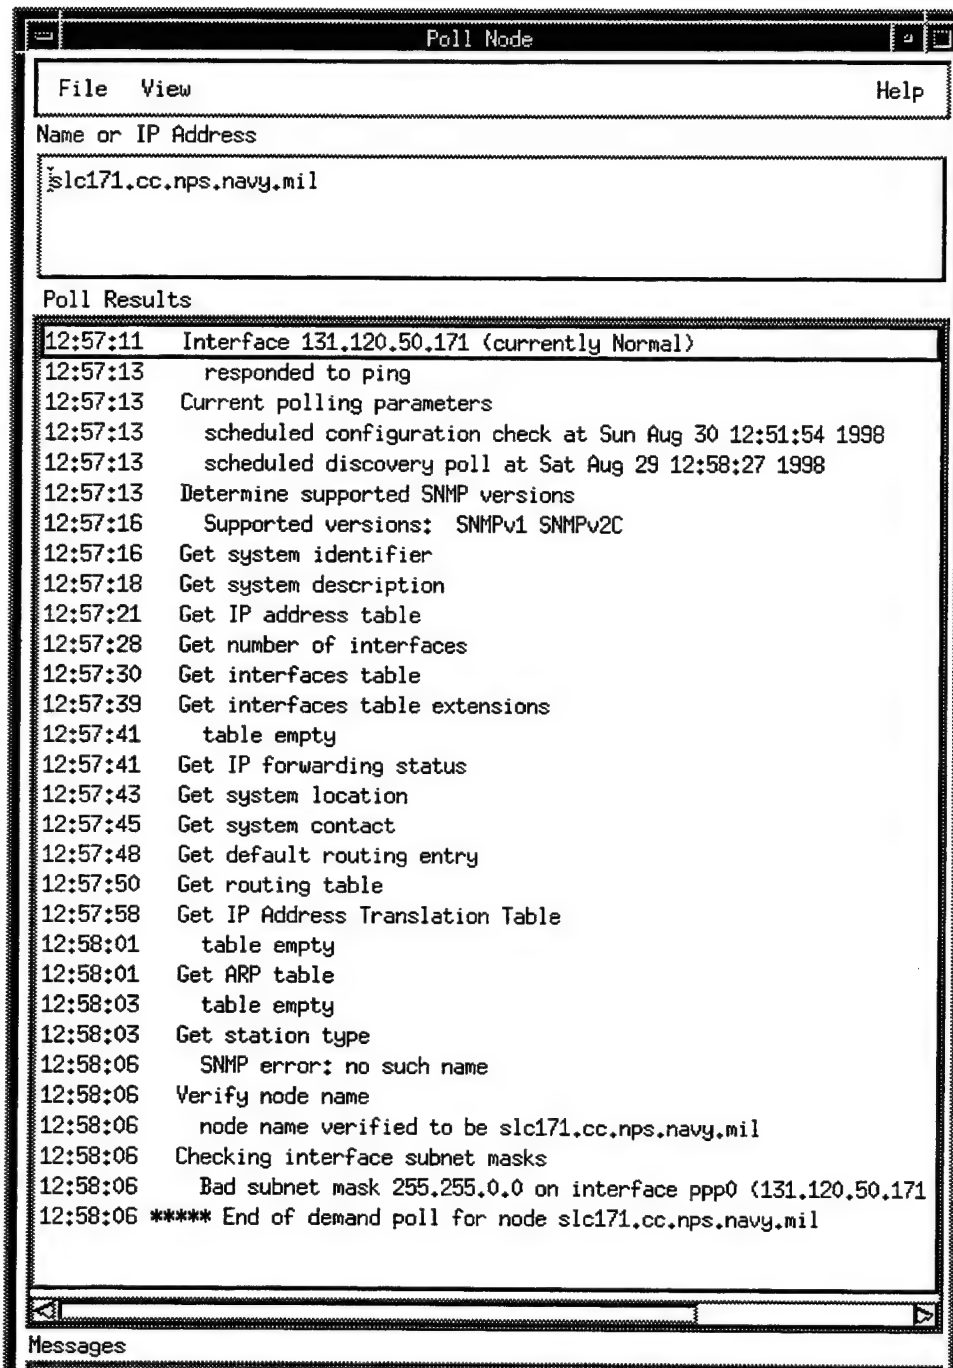 Poll Node
File View Help
Name or IP Address
slc171.cc.nps.navy.mil
Poll Results
12:57:11 Interface 131.120.50.171 (currently Normal)
12:57:13 responded to ping
12:57:13 Current polling parameters
12:57:13 scheduled configuration check at Sun Aug 30 12:51:54 1998
12:57:13 scheduled discovery poll at Sat Aug 29 12:58:27 1998
12:57:13 Determine supported SNMP versions
12:57:16 Supported versions: SNMPv1 SNMPv2C
12:57:16 Get system identifier
12:57:18 Get system description
12:57:21 Get IP address table
12:57:28 Get number of interfaces
12:57:30 Get interfaces table
12:57:39 Get interfaces table extensions
12:57:41 table empty
12:57:41 Get IP forwarding status
12:57:43 Get system location
12:57:45 Get system contact
12:57:48 Get default routing entry
12:57:50 Get routing table
12:57:58 Get IP Address Translation Table
12:58:01 table empty
12:58:01 Get ARP table
12:58:03 table empty
12:58:03 Get station type
12:58:06 SNMP error: no such name
12:58:06 Verify node name
12:58:06 node name verified to be slc171.cc.nps.navy.mil
12:58:06 Checking interface subnet masks
12:58:06 Bad subnet mask 255.255.0.0 on interface ppp0 (131.120.50.171
12:58:06 ***** End of demand poll for node slc171.cc.nps.navy.mil
Messages